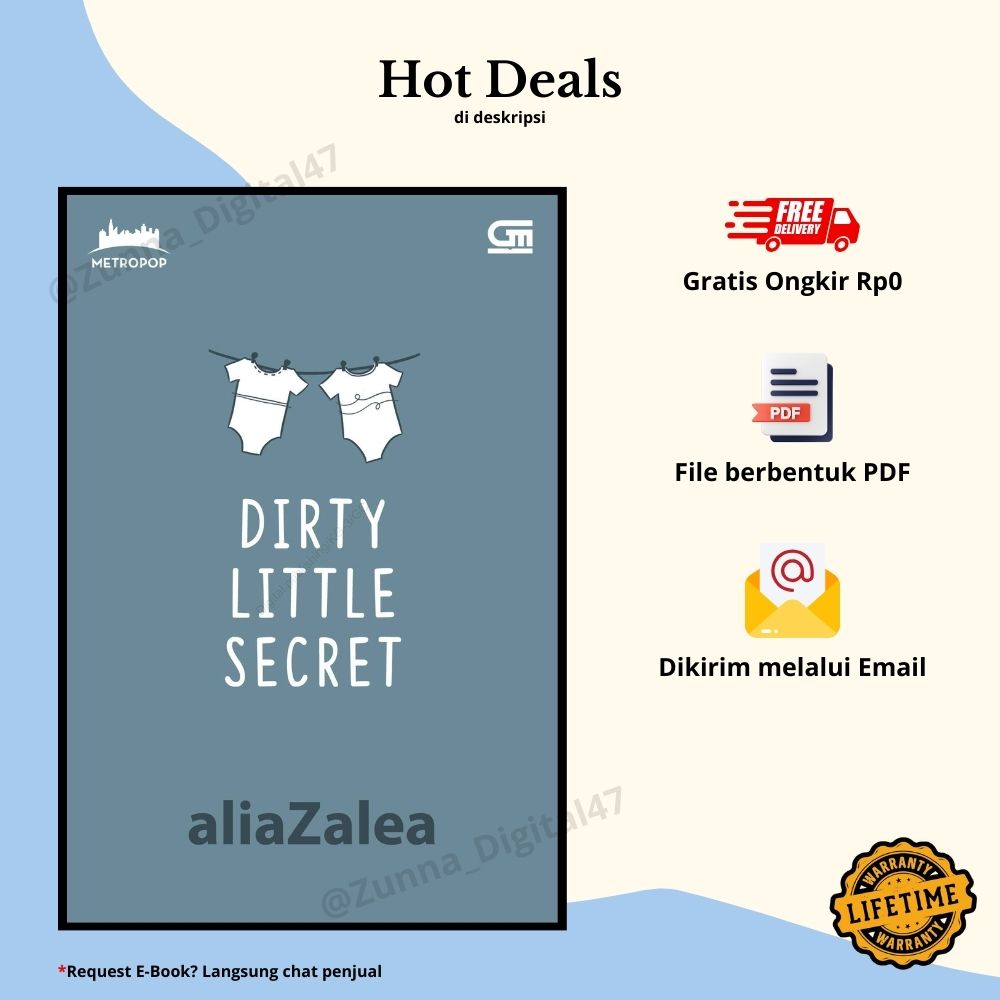 Hot Deals
di deskripsi
@Zunna_Digital47
METROPOP
GM
FREE
DELIVERY
Gratis Ongkir Rp0
PDF
File berbentuk PDF
@
Dikirim melalui Email
DIRTY
LITTLE
SECRET
aliaZalea
@Zunna_Digital47
WARRANTY
LIFETIME
WARRANTY
*Request E-Book? Langsung chat penjual